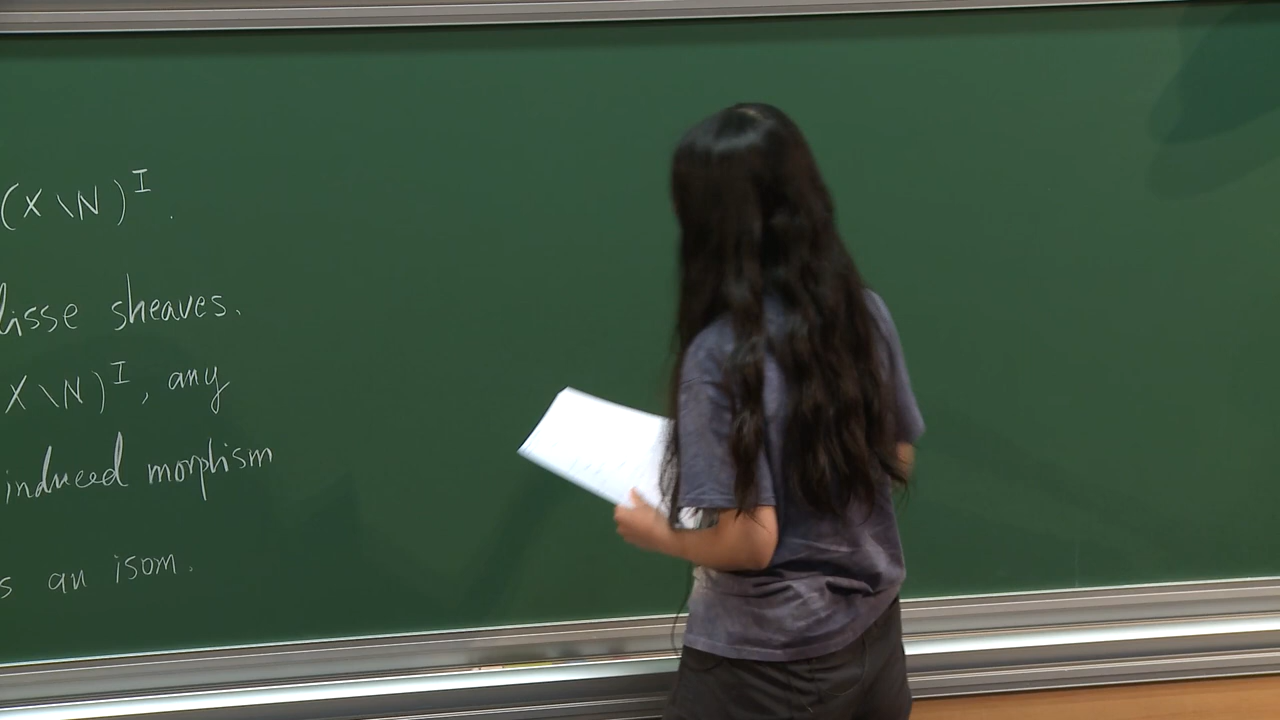 (X \ N)^I .
lisse sheaves.
X \ N)^I , any
induced morphism
s an isom.